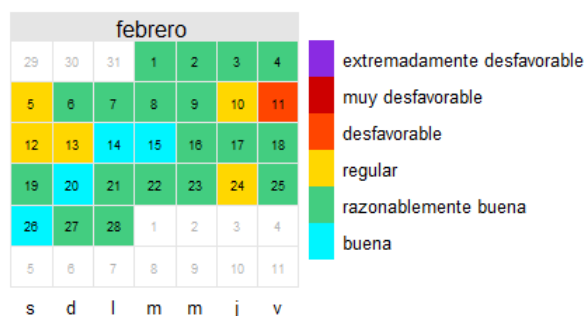 febrero
29 30 31 1 2 3 4
5 6 7 8 9 10 11
12 13 14 15 16 17 18
19 20 21 22 23 24 25
26 27 28 1 2 3 4
5 6 7 8 9 10 11
s d l m m j v
extremadamente desfavorable
muy desfavorable
desfavorable
regular
razonablemente buena
buena